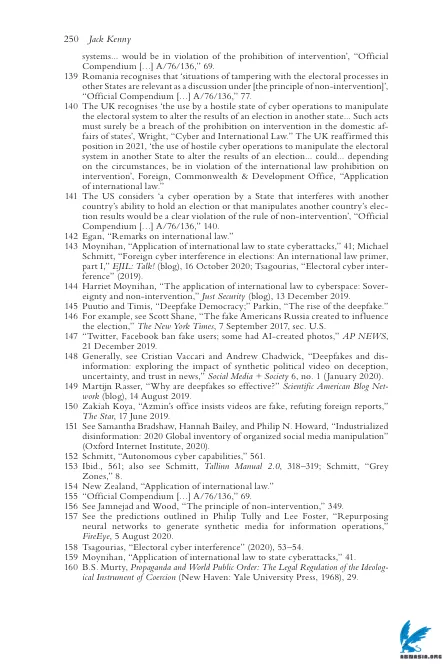 250 Jack Kenny
systems... would be in violation of the prohibition of intervention’, “Official
Compendium […] A/76/136,” 69.
139 Romania recognises that ‘situations of tampering with the electoral processes in
other States are relevant as a discussion under [the principle of non-intervention]’,
“Official Compendium […] A/76/136,” 77.
140 The UK recognises ‘the use by a hostile state of cyber operations to manipulate
the electoral system to alter the results of an election in another state... Such acts
must surely be a breach of the prohibition on intervention in the domestic af-
fairs of states’, Wright, “Cyber and International Law.” The UK reaffirmed this
position in 2021, ‘the use of hostile cyber operations to manipulate the electoral
system in another State to alter the results of an election... could... depending
on the circumstances, be in violation of the international law prohibition on
intervention’, Foreign, Commonwealth & Development Office, “Application
of international law.”
141 The US considers ‘a cyber operation by a State that interferes with another
country’s ability to hold an election or that manipulates another country’s elec-
tion results would be a clear violation of the rule of non-intervention’, “Official
Compendium […] A/76/136,” 140.
142 Egan, “Remarks on international law.”
143 Moynihan, “Application of international law to state cyberattacks,” 41; Michael
Schmitt, “Foreign cyber interference in elections: An international law primer,
part I,” EJIL: Talk! (blog), 16 October 2020; Tsagourias, “Electoral cyber inter-
ference” (2019).
144 Harriet Moynihan, “The application of international law to cyberspace: Sover-
eignty and non-intervention,” Just Security (blog), 13 December 2019.
145 Puutio and Timis, “Deepfake Democracy;” Parkin, “The rise of the deepfake.”
146 For example, see Scott Shane, “The fake Americans Russia created to influence
the election,” The New York Times, 7 September 2017, sec. U.S.
147 “Twitter, Facebook ban fake users; some had AI-created photos,” AP NEWS,
21 December 2019.
148 Generally, see Cristian Vaccari and Andrew Chadwick, “Deepfakes and dis-
information: exploring the impact of synthetic political video on deception,
uncertainty, and trust in news,” Social Media + Society 6, no. 1 (January 2020).
149 Martijn Rasser, “Why are deepfakes so effective?” Scientific American Blog Net-
work (blog), 14 August 2019.
150 Zakiah Koya, “Azmin’s office insists videos are fake, refuting foreign reports,”
The Star, 17 June 2019.
151 See Samantha Bradshaw, Hannah Bailey, and Philip N. Howard, “Industrialized
disinformation: 2020 Global inventory of organized social media manipulation”
(Oxford Internet Institute, 2020).
152 Schmitt, “Autonomous cyber capabilities,” 561.
153 Ibid., 561; also see Schmitt, Tallinn Manual 2.0, 318–319; Schmitt, “Grey
Zones,” 8.
154 New Zealand, “Application of international law.”
155 “Official Compendium […] A/76/136,” 69.
156 See Jamnejad and Wood, “The principle of non-intervention,” 349.
157 See the predictions outlined in Philip Tully and Lee Foster, “Repurposing
neural networks to generate synthetic media for information operations,”
FireEye, 5 August 2020.
158 Tsagourias, “Electoral cyber interference” (2020), 53–54.
159 Moynihan, “Application of international law to state cyberattacks,” 41.
160 B.S. Murty, Propaganda and World Public Order: The Legal Regulation of the Ideolog-
ical Instrument of Coercion (New Haven: Yale University Press, 1968), 29.